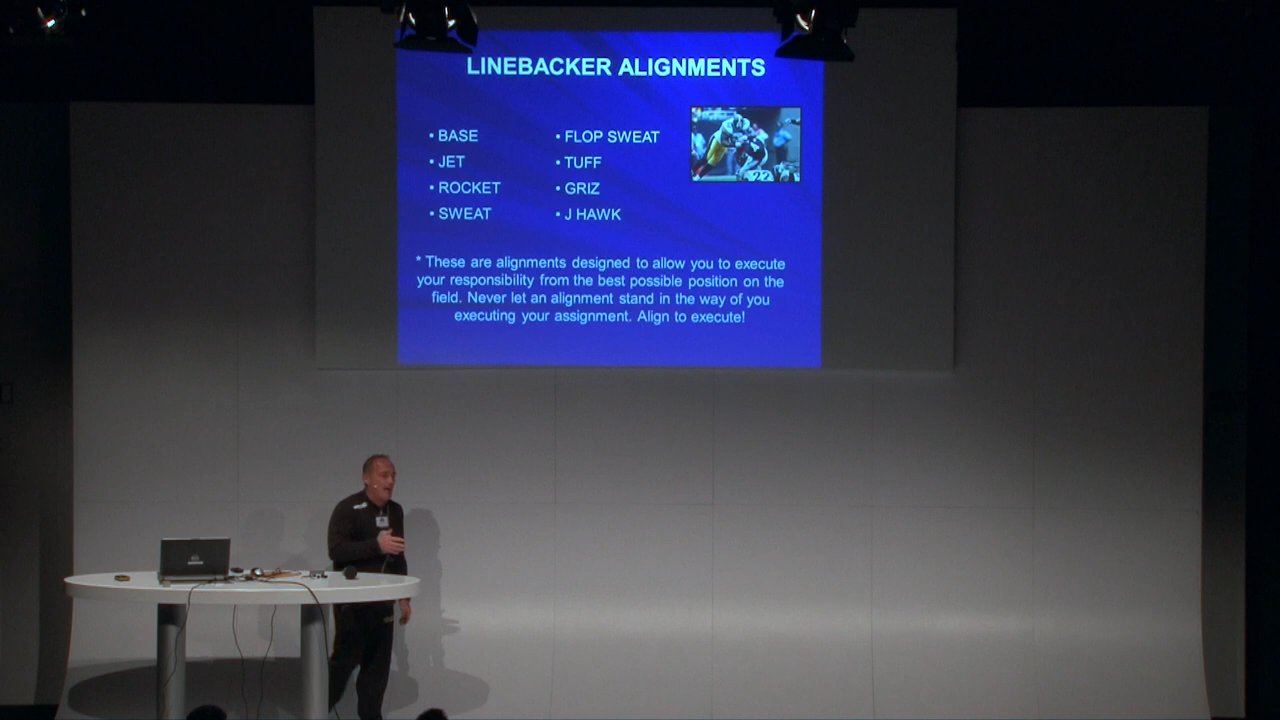 LINEBACKER ALIGNMENTS
• BASE
• JET
• ROCKET
• SWEAT
• FLOP SWEAT
• TUFF
• GRIZ
• J HAWK
* These are alignments designed to allow you to execute
your responsibility from the best possible position on the
field. Never let an alignment stand in the way of you
executing your assignment. Align to execute!
22